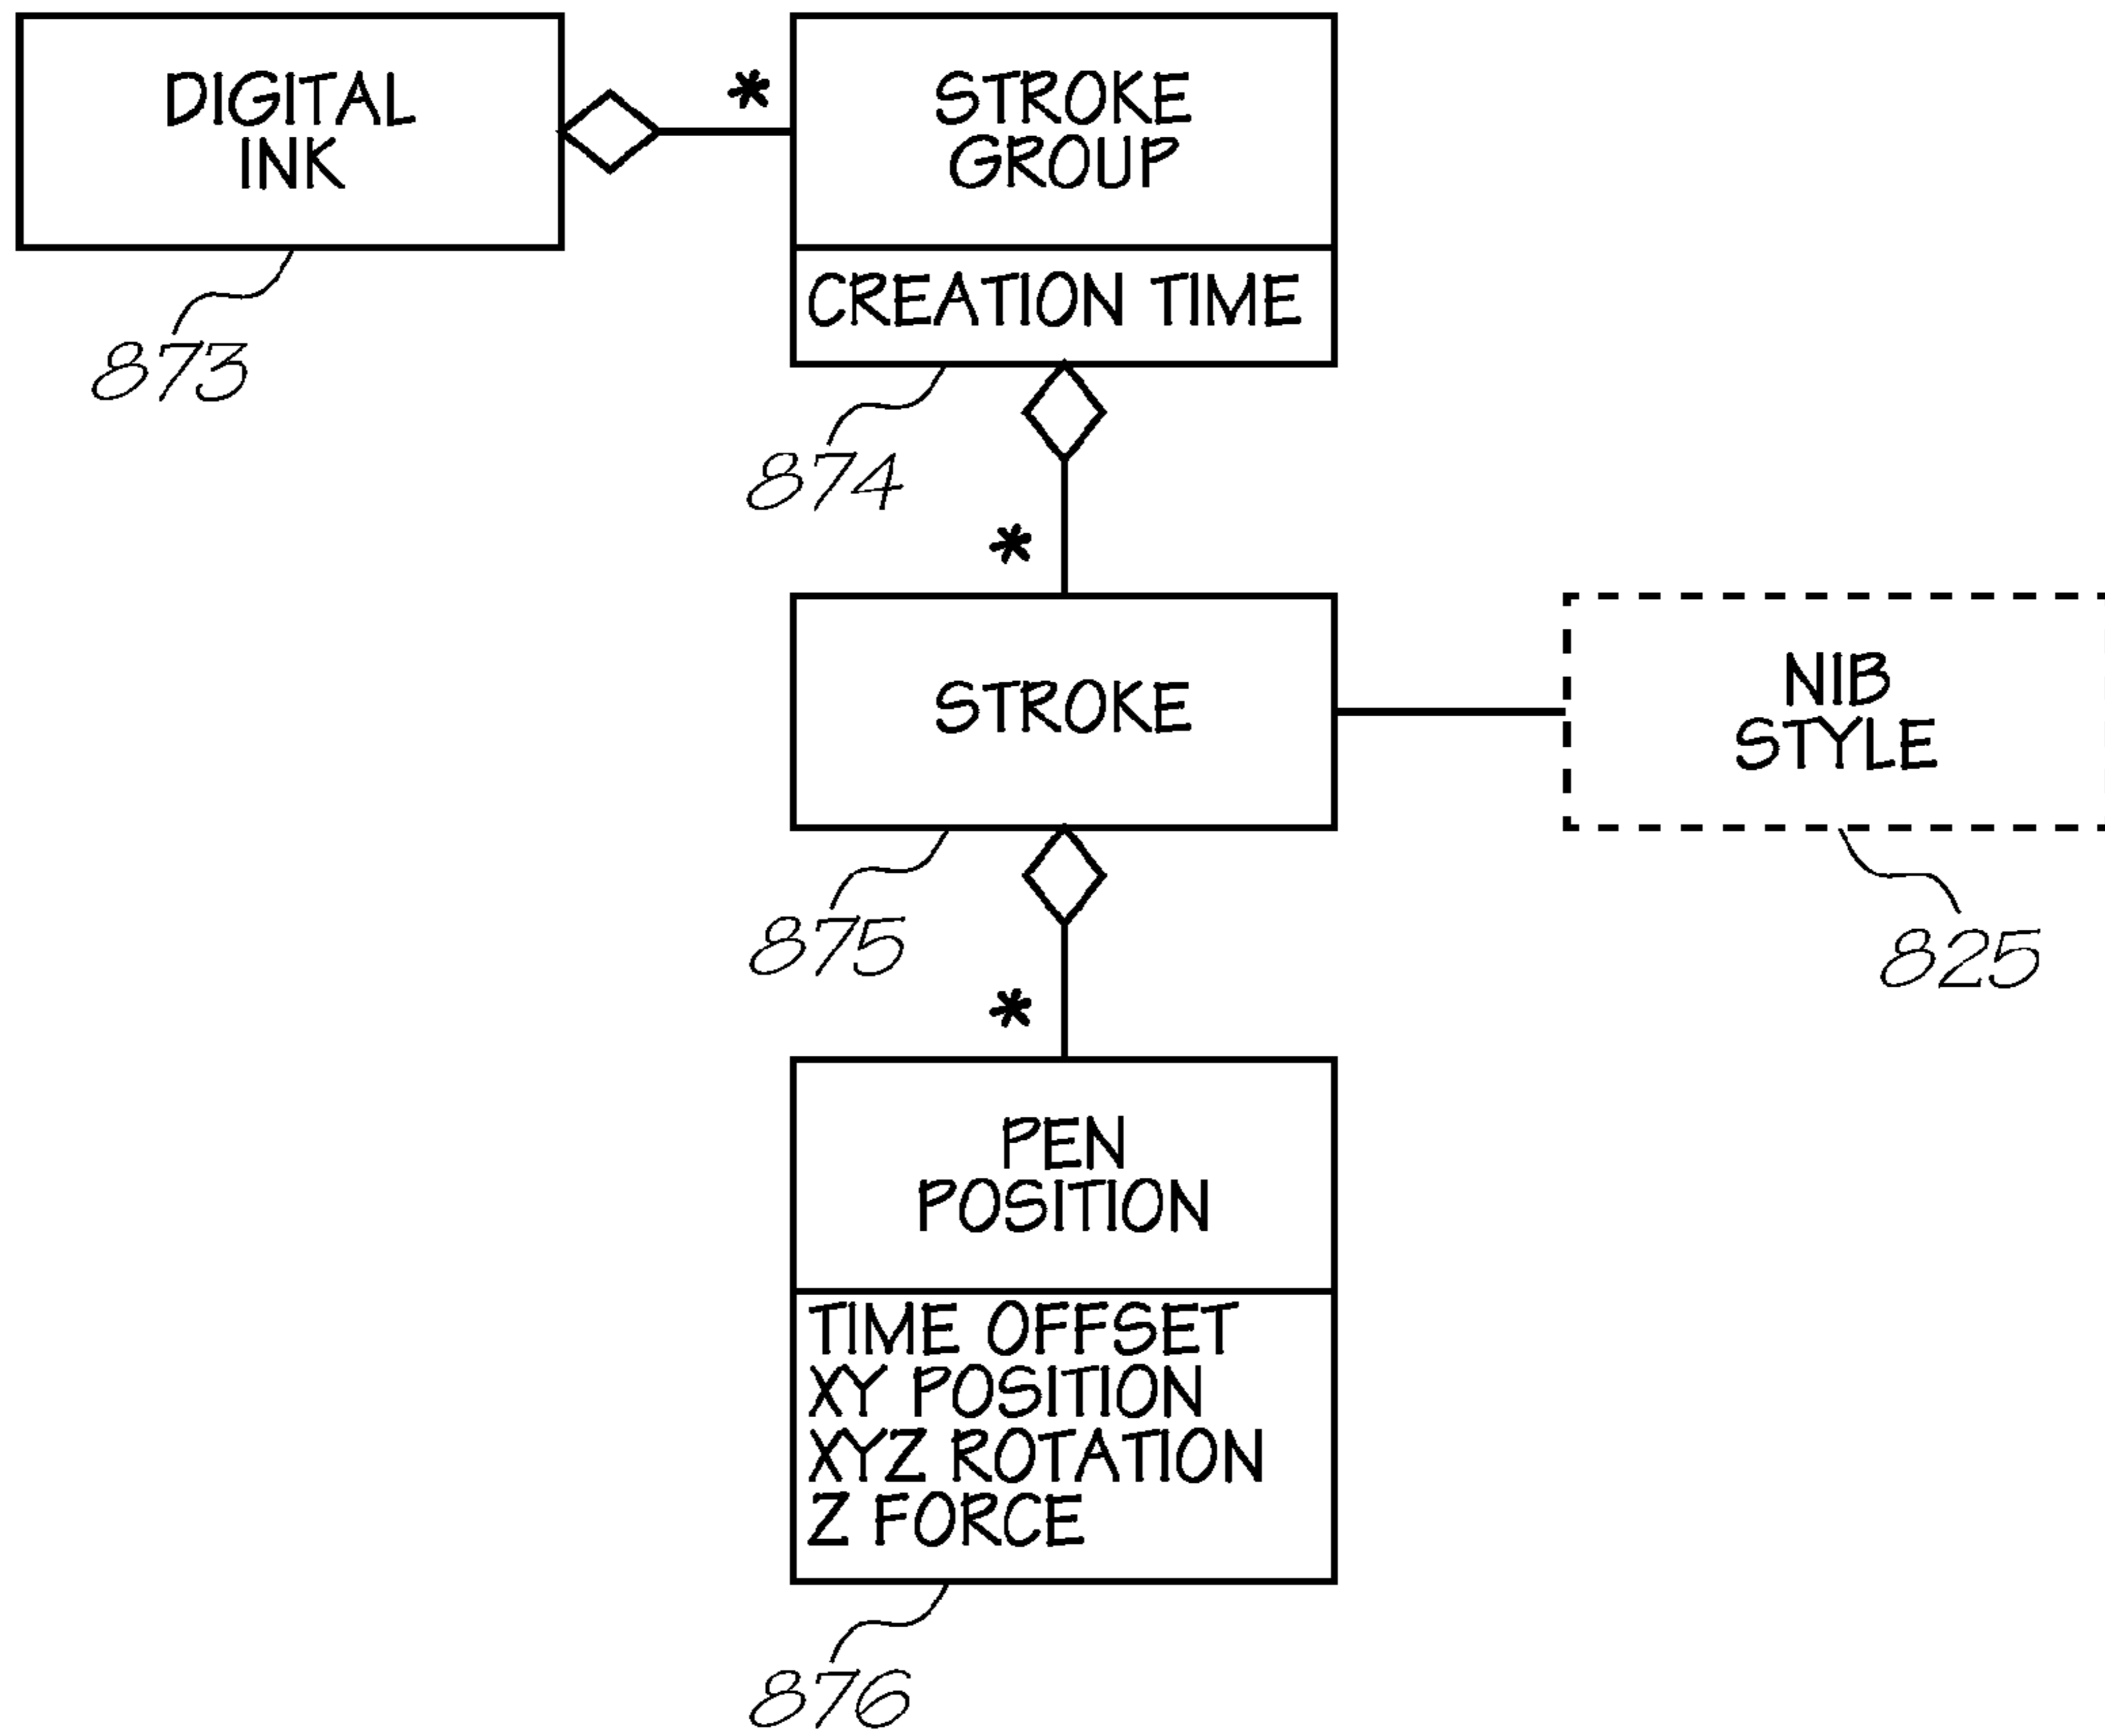 DIGITAL
INK
*
STROKE
GROUP
CREATION TIME
873
874
*
STROKE
NIB
STYLE
875
825
*
PEN
POSITION
TIME OFFSET
XY POSITION
XYZ ROTATION
Z FORCE
876